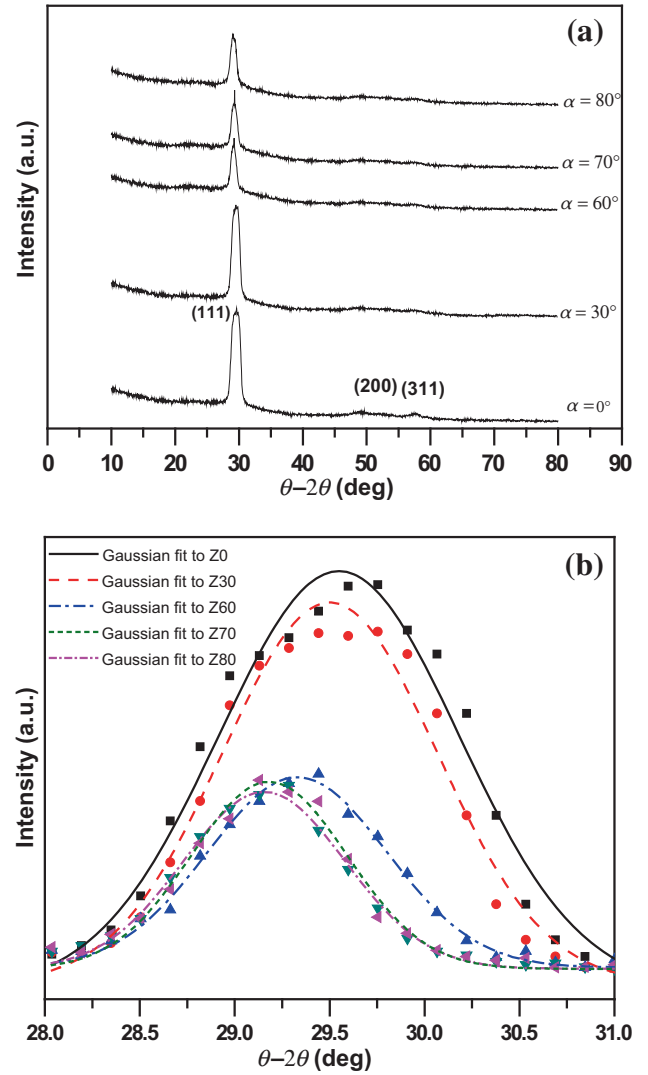 (a)
α = 80°
α = 70°
α = 60°
(111)
α = 30°
(200) (311)
α = 0°
Intensity (a.u.)
0 10 20 30 40 50 60 70 80 90
θ–2θ (deg)
(b)
Gaussian fit to Z0
Gaussian fit to Z30
Gaussian fit to Z60
Gaussian fit to Z70
Gaussian fit to Z80
Intensity (a.u.)
28.0 28.5 29.0 29.5 30.0 30.5 31.0
θ–2θ (deg)